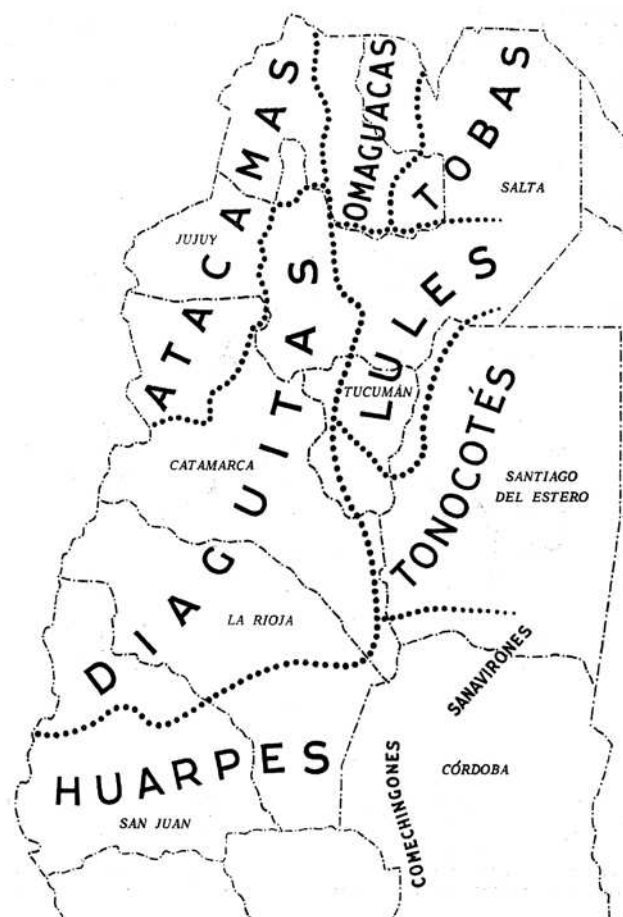 ATACAMAS
OMAGUACAS
TOBAS
SALTA
JUJUY
DIAGUITAS
LULES
TUCUMÁN
CATAMARCA
TONOCOTÉS
SANTIAGO
DEL ESTERO
LA RIOJA
SANAVIRONES
HUARPES
SAN JUAN
COMECHINGONES
CÓRDOBA